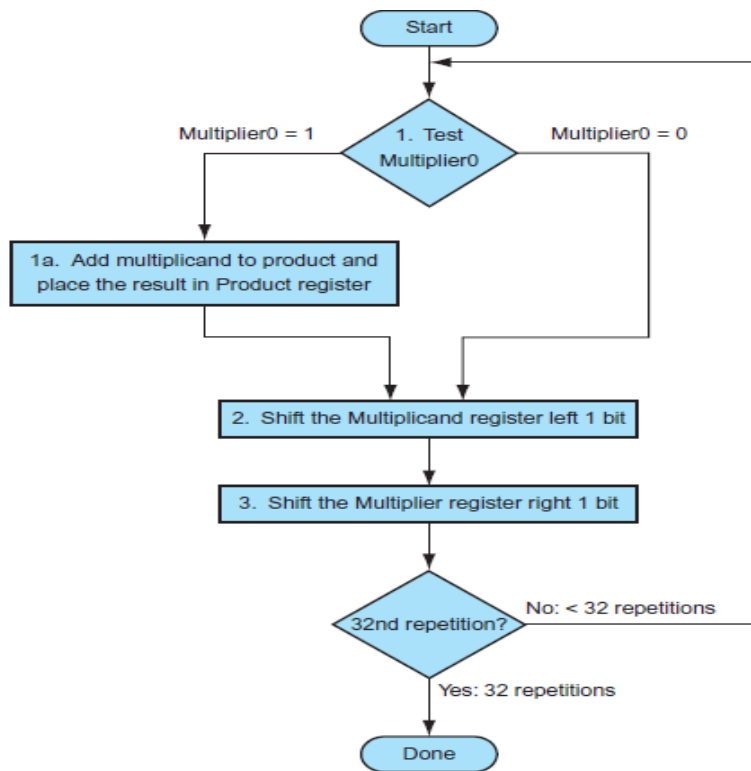 Start
Multiplier0 = 1
1. Test
Multiplier0
Multiplier0 = 0
1a. Add multiplicand to product and
place the result in Product register
2. Shift the Multiplicand register left 1 bit
3. Shift the Multiplier register right 1 bit
32nd repetition?
No: < 32 repetitions
Yes: 32 repetitions
Done